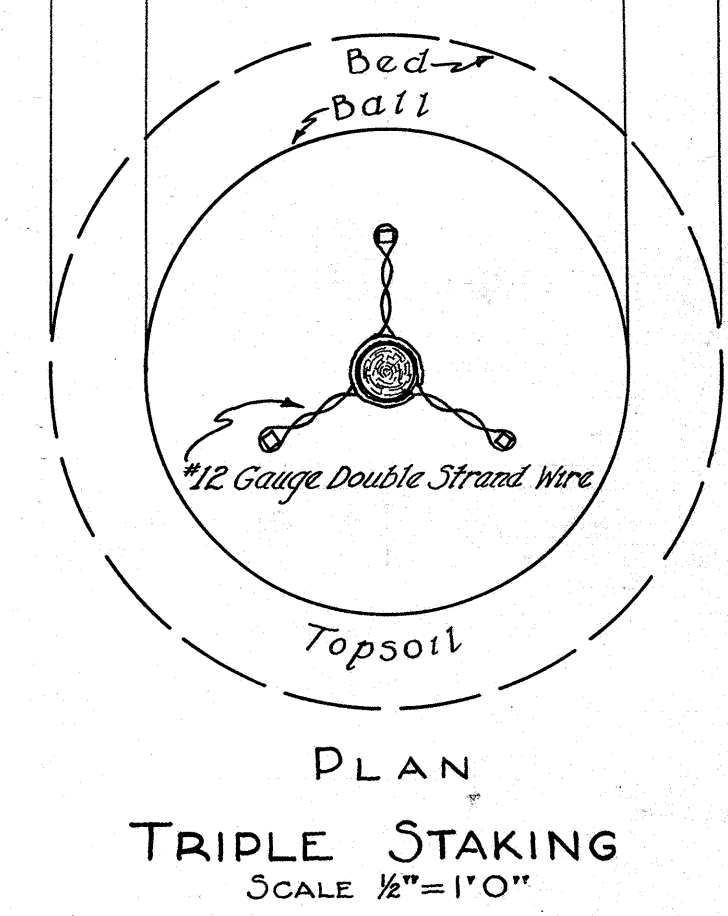 Bed
Ball
#12 Gauge Double Strand Wire
Topsoil
PLAN
TRIPLE STAKING
SCALE ½"=1'0"